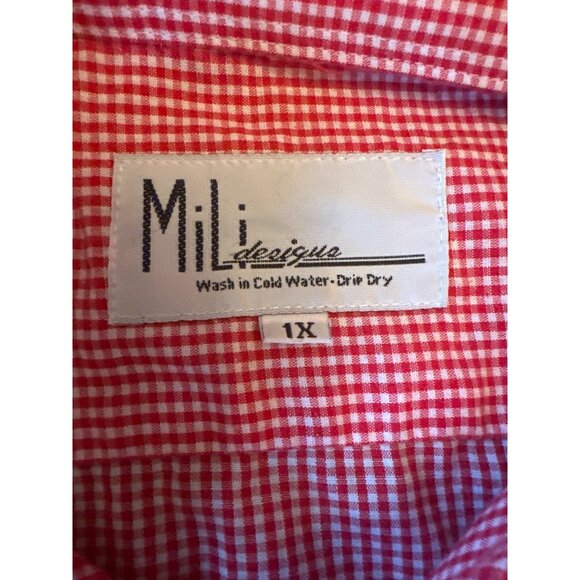 MiLi
designs
Wash in Cold Water-Drip Dry
1X